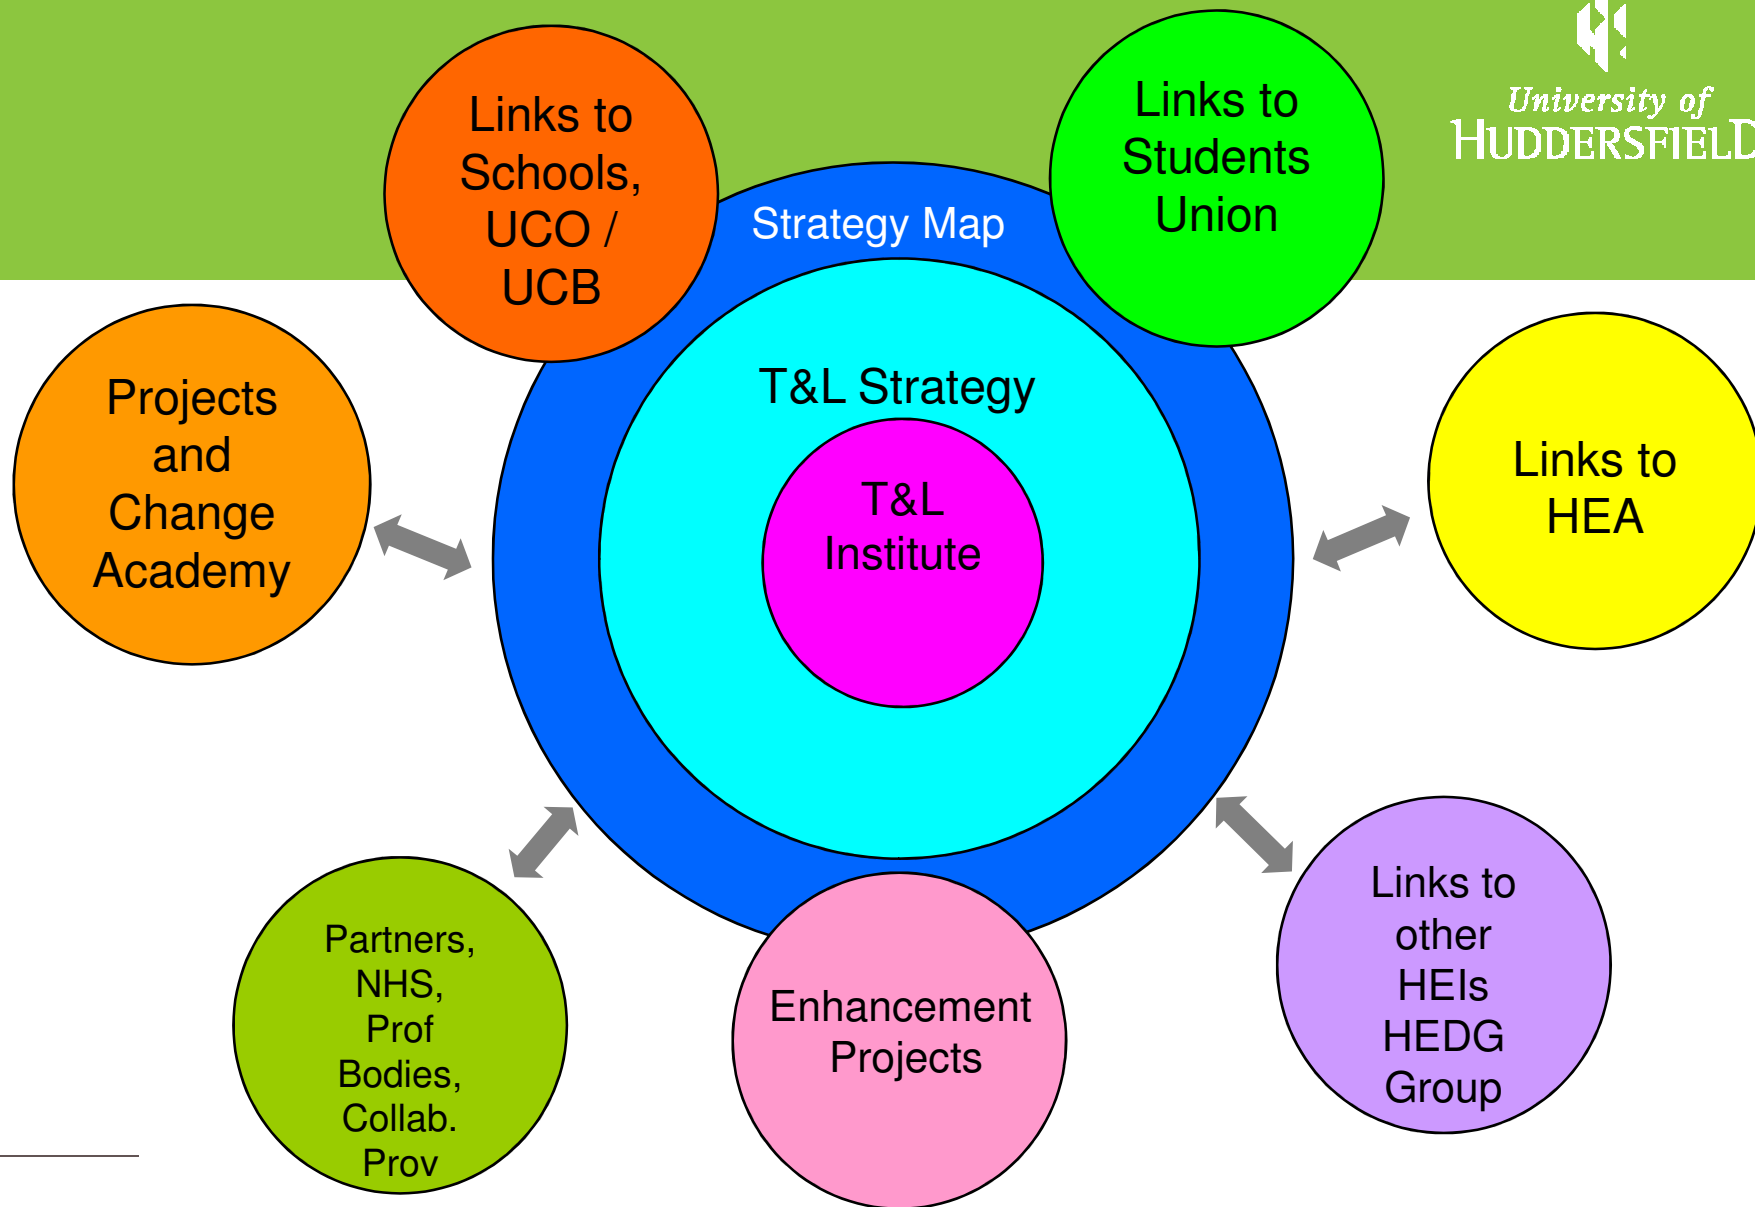 University of
HUDDERSFIELD
Links to
Schools,
UCO /
UCB
Links to
Students
Union
Strategy Map
Projects
and
Change
Academy
T&L Strategy
T&L
Institute
Links to
HEA
Partners,
NHS,
Prof
Bodies,
Collab.
Prov
Enhancement
Projects
Links to
other
HEIs
HEDG
Group